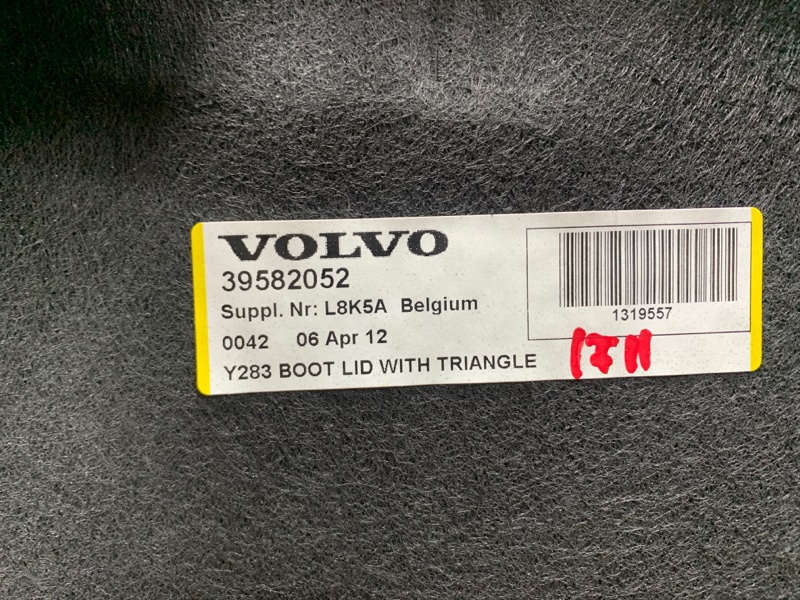 VOLVO
39582052
Suppl. Nr: L8K5A Belgium
0042 06 Apr 12
Y283 BOOT LID WITH TRIANGLE
1319557